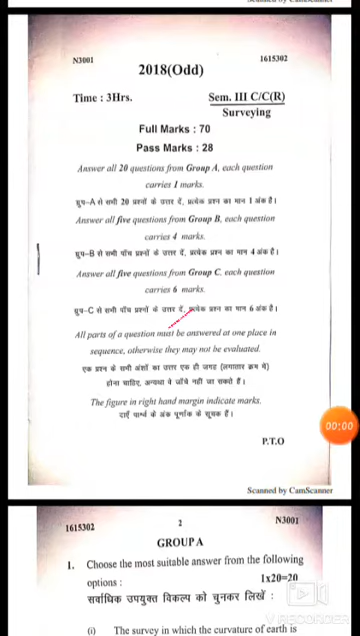 Scanned by CamScanner
N3001
1615302
2018(Odd)
Time : 3Hrs.
Sem. III C/C(R)
Surveying
Full Marks : 70
Pass Marks : 28
Answer all 20 questions from Group A, each question
carries 1 marks.
ग्रुप-A से सभी 20 प्रश्नों के उत्तर दें, प्रत्येक प्रश्न का मान 1 अंक है।
Answer all five questions from Group B, each question
carries 4 marks.
ग्रुप-B से सभी पाँच प्रश्नों के उत्तर दें, प्रत्येक प्रश्न का मान 4 अंक है।
Answer all five questions from Group C, each question
carries 6 marks.
ग्रुप-C से सभी पाँच प्रश्नों के उत्तर दें, प्रत्येक प्रश्न का मान 6 अंक है।
All parts of a question must be answered at one place in
sequence, otherwise they may not be evaluated.
एक प्रश्न के सभी अंशों का उत्तर एक ही जगह (लगातार क्रम में)
होना चाहिए, अन्यथा वे जाँचे नहीं जा सकते हैं।
The figure in right hand margin indicate marks.
दाएँ पार्श्व के अंक पूर्णांक के सूचक हैं।
00:00
P.T.O
Scanned by CamScanner
1615302
2
N3001
GROUP A
1. Choose the most suitable answer from the following
options :
1x20=20
सर्वाधिक उपयुक्त विकल्प को चुनकर लिखें :
VIRECORDER
(i) The survey in which the curvature of earth is